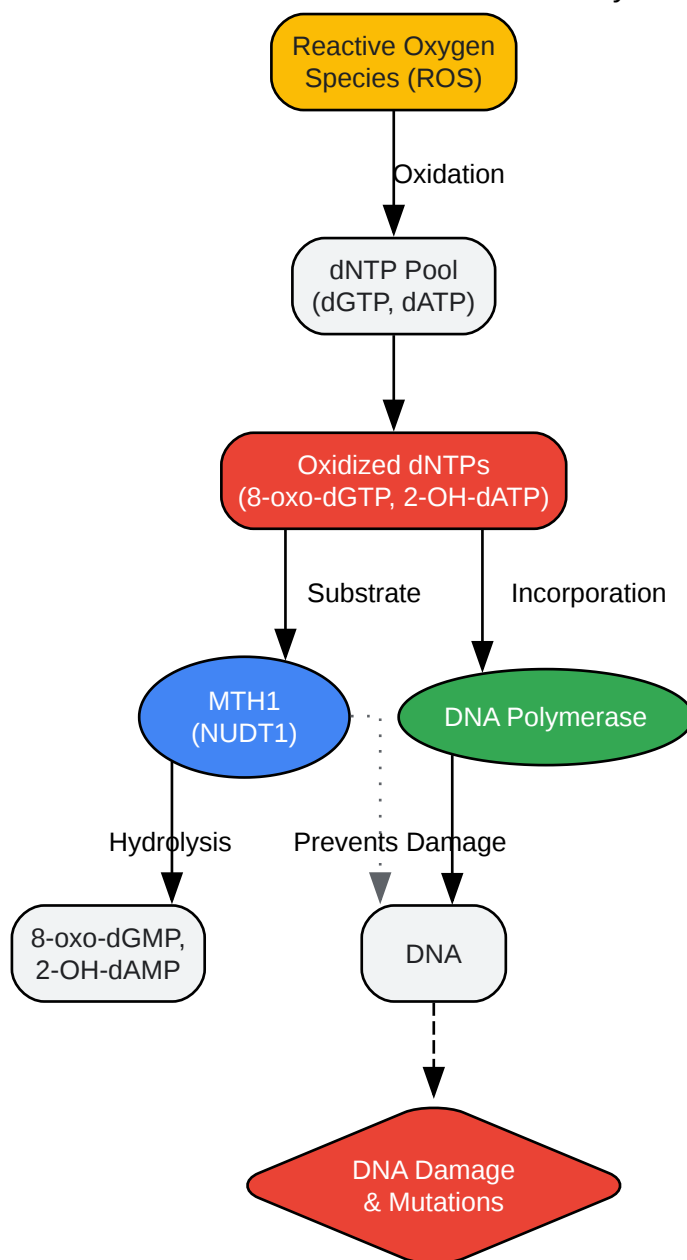 Reactive Oxygen
Species (ROS)
Oxidation
dNTP Pool
(dGTP, dATP)
Oxidized dNTPs
(8-oxo-dGTP, 2-OH-dATP)
Substrate
Incorporation
MTH1
(NUDT1)
DNA Polymerase
Hydrolysis
Prevents Damage
8-oxo-dGMP,
2-OH-dAMP
DNA
DNA Damage
& Mutations